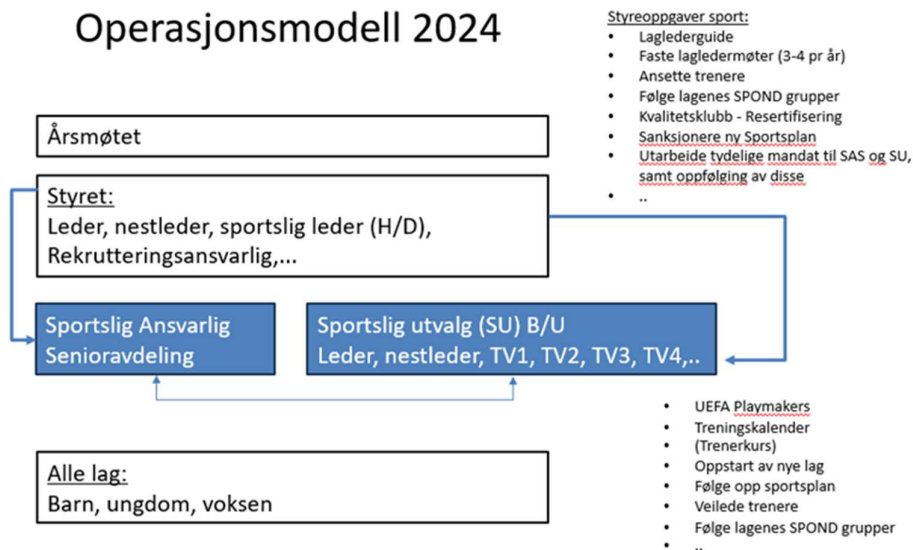 Operasjonsmodell 2024
Styreoppgaver sport:
• Laglederguide
• Faste lagledermøter (3-4 pr år)
• Ansette trenere
• Følge lagenes SPOND grupper
• Kvalitetsklubb - Resertifisering
• Sanksjonere ny Sportsplan
• Utarbeide tydelige mandat til SAS og SU,
samt oppfølging av disse
• ..
Årsmøtet
Styret:
Leder, nestleder, sportslig leder (H/D),
Rekrutteringsansvarlig,...
Sportslig Ansvarlig
Senioravdeling
Sportslig utvalg (SU) B/U
Leder, nestleder, TV1, TV2, TV3, TV4,..
• UEFA Playmakers
• Treningskalender
• (Trenerkurs)
• Oppstart av nye lag
• Følge opp sportsplan
• Veilede trenere
• Følge lagenes SPOND grupper
• ..
Alle lag:
Barn, ungdom, voksen